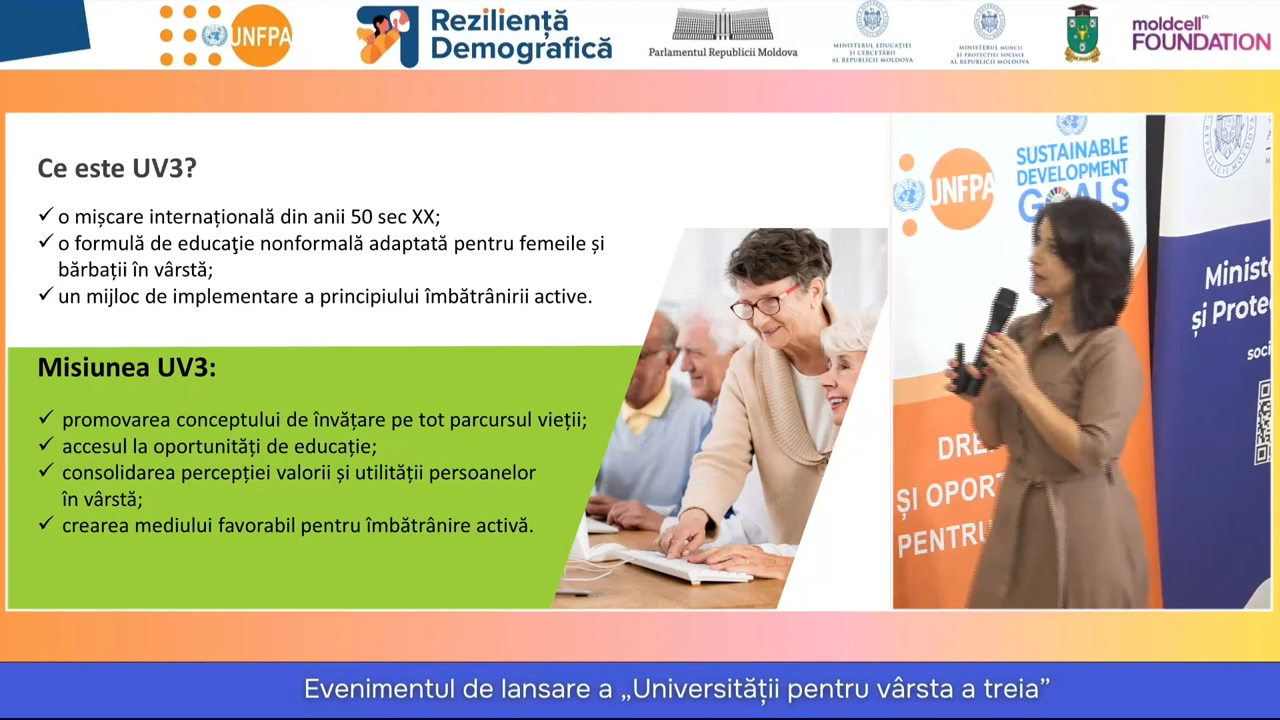 UNFPA
Reziliență
Demografică
Parlamentul Republicii Moldova
MINISTERUL EDUCAȚIEI
ȘI CERCETĂRII
AL REPUBLICII MOLDOVA
MINISTERUL MUNCII
ȘI PROTECȚIEI SOCIALE
AL REPUBLICII MOLDOVA
moldcell
FOUNDATION
Ce este UV3?
✓ o mișcare internațională din anii 50 sec XX;
✓ o formulă de educaţie nonformală adaptată pentru femeile și
bărbații în vârstă;
✓ un mijloc de implementare a principiului îmbătrânirii active.
Misiunea UV3:
✓ promovarea conceptului de învățare pe tot parcursul vieții;
✓ accesul la oportunități de educație;
✓ consolidarea percepției valorii și utilității persoanelor
în vârstă;
✓ crearea mediului favorabil pentru îmbătrânire activă.
UNFPA
SUSTAINABLE
DEVELOPMENT
GOALS
DRE
ȘI OPORT
PENTRU
Ministe
și Prote
soci
Evenimentul de lansare a „Universității pentru vârsta a treia”